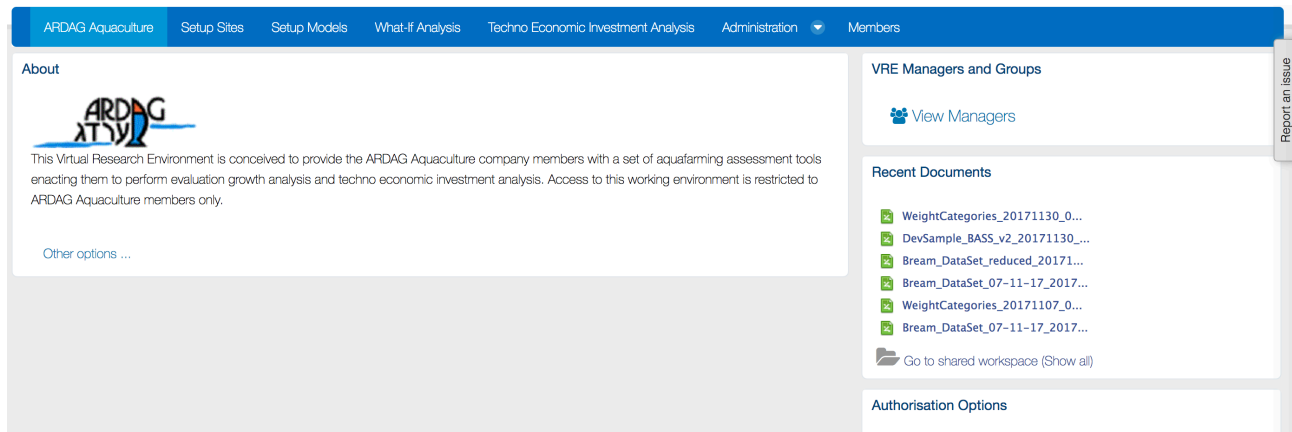 ARDAG Aquaculture Setup Sites Setup Models What-If Analysis Techno Economic Investment Analysis Administration Members
About
ARDAG
ארדג
This Virtual Research Environment is conceived to provide the ARDAG Aquaculture company members with a set of aquafarming assessment tools
enacting them to perform evaluation growth analysis and techno economic investment analysis. Access to this working environment is restricted to
ARDAG Aquaculture members only.
Other options ...
VRE Managers and Groups
View Managers
Recent Documents
WeightCategories_20171130_0...
DevSample_BASS_v2_20171130_...
Bream_DataSet_reduced_20171...
Bream_DataSet_07-11-17_2017...
WeightCategories_20171107_0...
Bream_DataSet_07-11-17_2017...
Go to shared workspace (Show all)
Authorisation Options
Report an issue